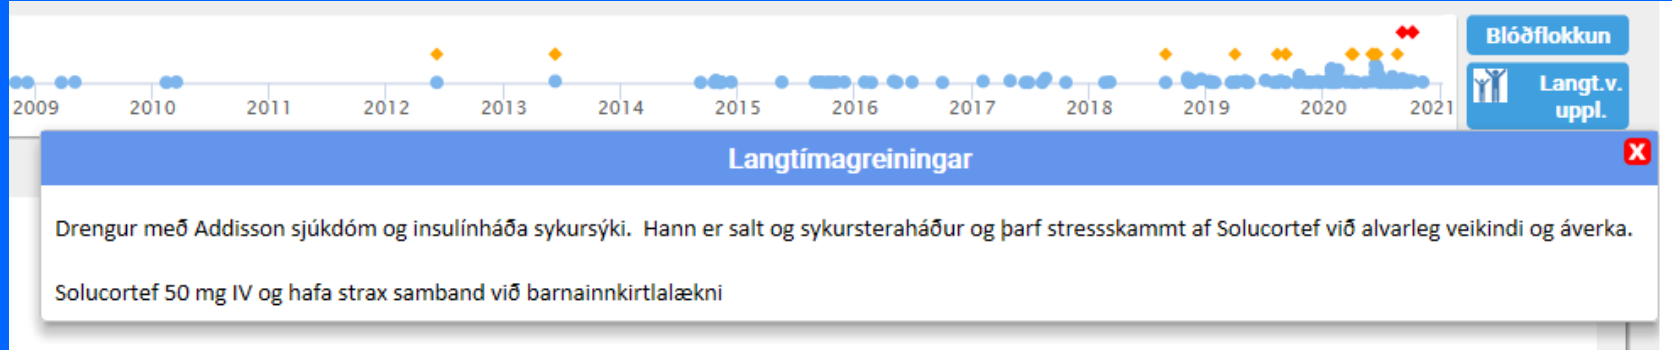 Blóðflokkun
Langt.v.
uppl.
2009 2010 2011 2012 2013 2014 2015 2016 2017 2018 2019 2020 2021
Langtímagreiningar
X
Drengur með Addisson sjúkdóm og insulínháða sykursýki. Hann er salt og sykursteraháður og þarf stressskammt af Solucortef við alvarleg veikindi og áverka.
Solucortef 50 mg IV og hafa strax samband við barnainnkirtlalækni